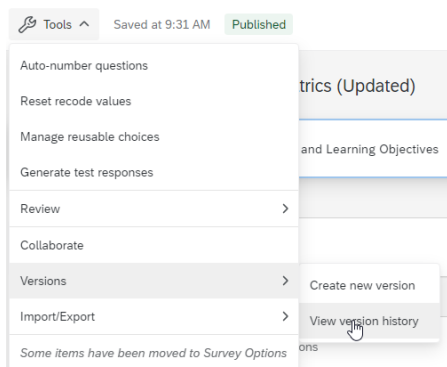 Tools Saved at 9:31 AM Published
Auto-number questions
Reset recode values
trics (Updated)
Manage reusable choices
and Learning Objectives
Generate test responses
Review
Collaborate
Versions
Create new version
Import/Export
View version history
Some items have been moved to Survey Options
ons